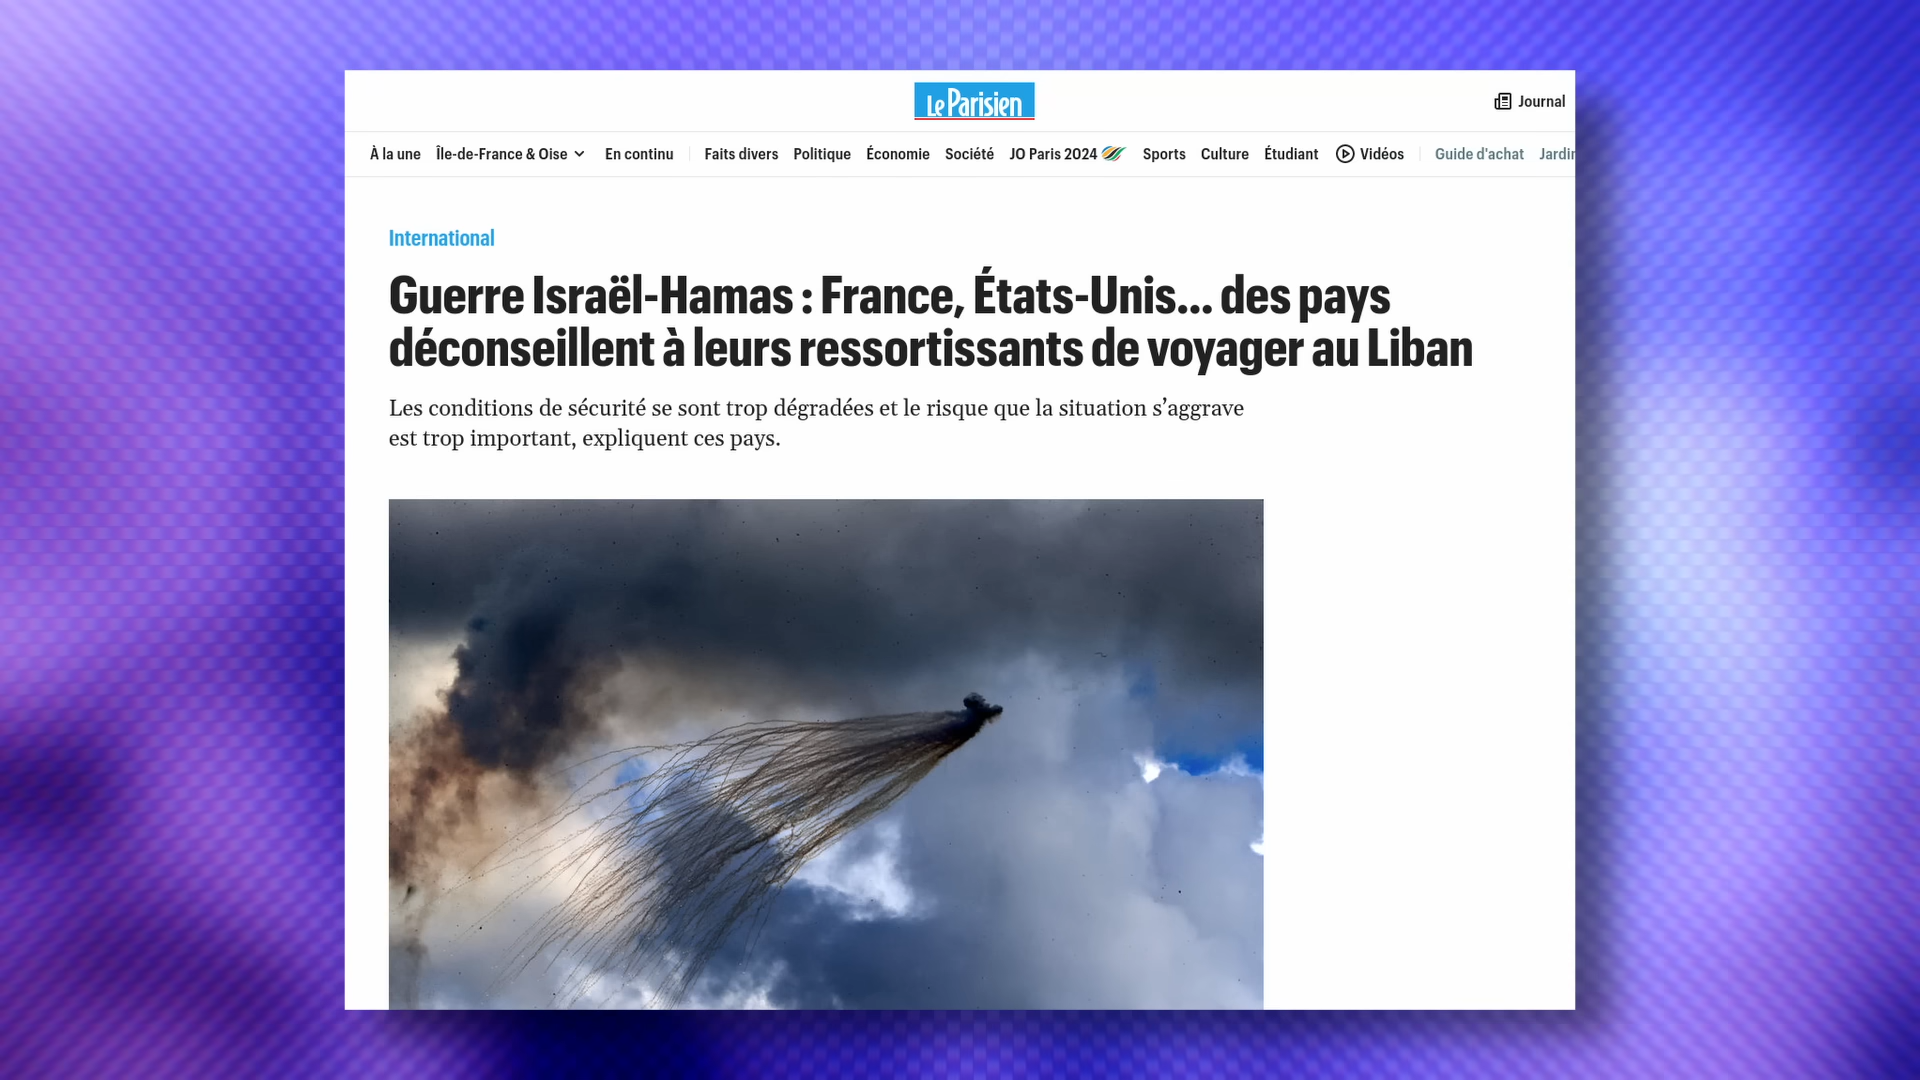 Le Parisien
Journal
À la une Île-de-France & Oise En continu Faits divers Politique Économie Société JO Paris 2024 Sports Culture Étudiant Vidéos Guide d'achat Jardin
International
Guerre Israël-Hamas : France, États-Unis... des pays
déconseillent à leurs ressortissants de voyager au Liban
Les conditions de sécurité se sont trop dégradées et le risque que la situation s’aggrave
est trop important, expliquent ces pays.